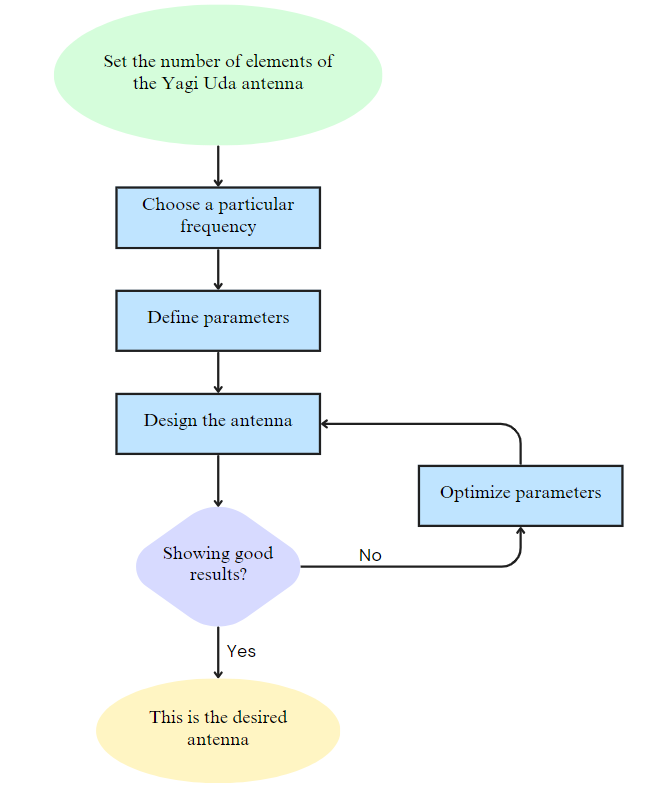 Set the number of elements of
the Yagi Uda antenna
Choose a particular
frequency
Define parameters
Design the antenna
Optimize parameters
Showing good
results?
No
Yes
This is the desired
antenna